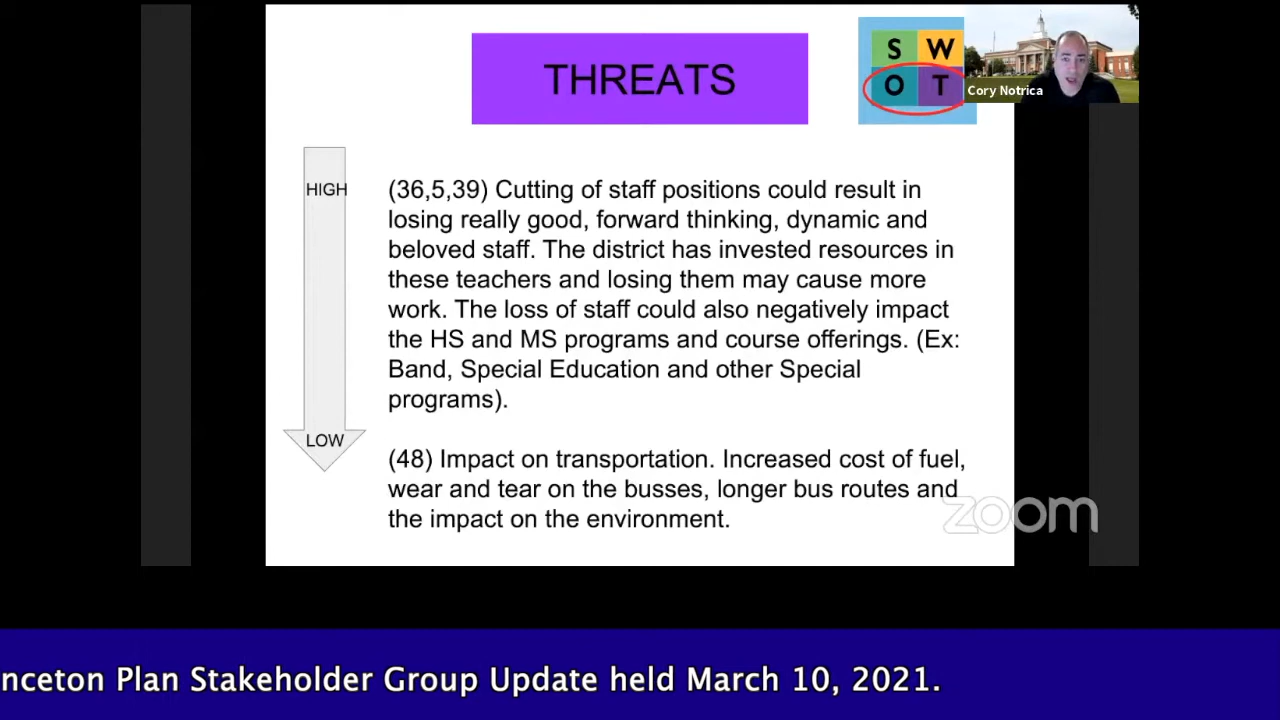 THREATS
S W
O T
Cory Notrica
HIGH
LOW
(36,5,39) Cutting of staff positions could result in
losing really good, forward thinking, dynamic and
beloved staff. The district has invested resources in
these teachers and losing them may cause more
work. The loss of staff could also negatively impact
the HS and MS programs and course offerings. (Ex:
Band, Special Education and other Special
programs).
(48) Impact on transportation. Increased cost of fuel,
wear and tear on the busses, longer bus routes and
the impact on the environment.
zoom
nceton Plan Stakeholder Group Update held March 10, 2021.